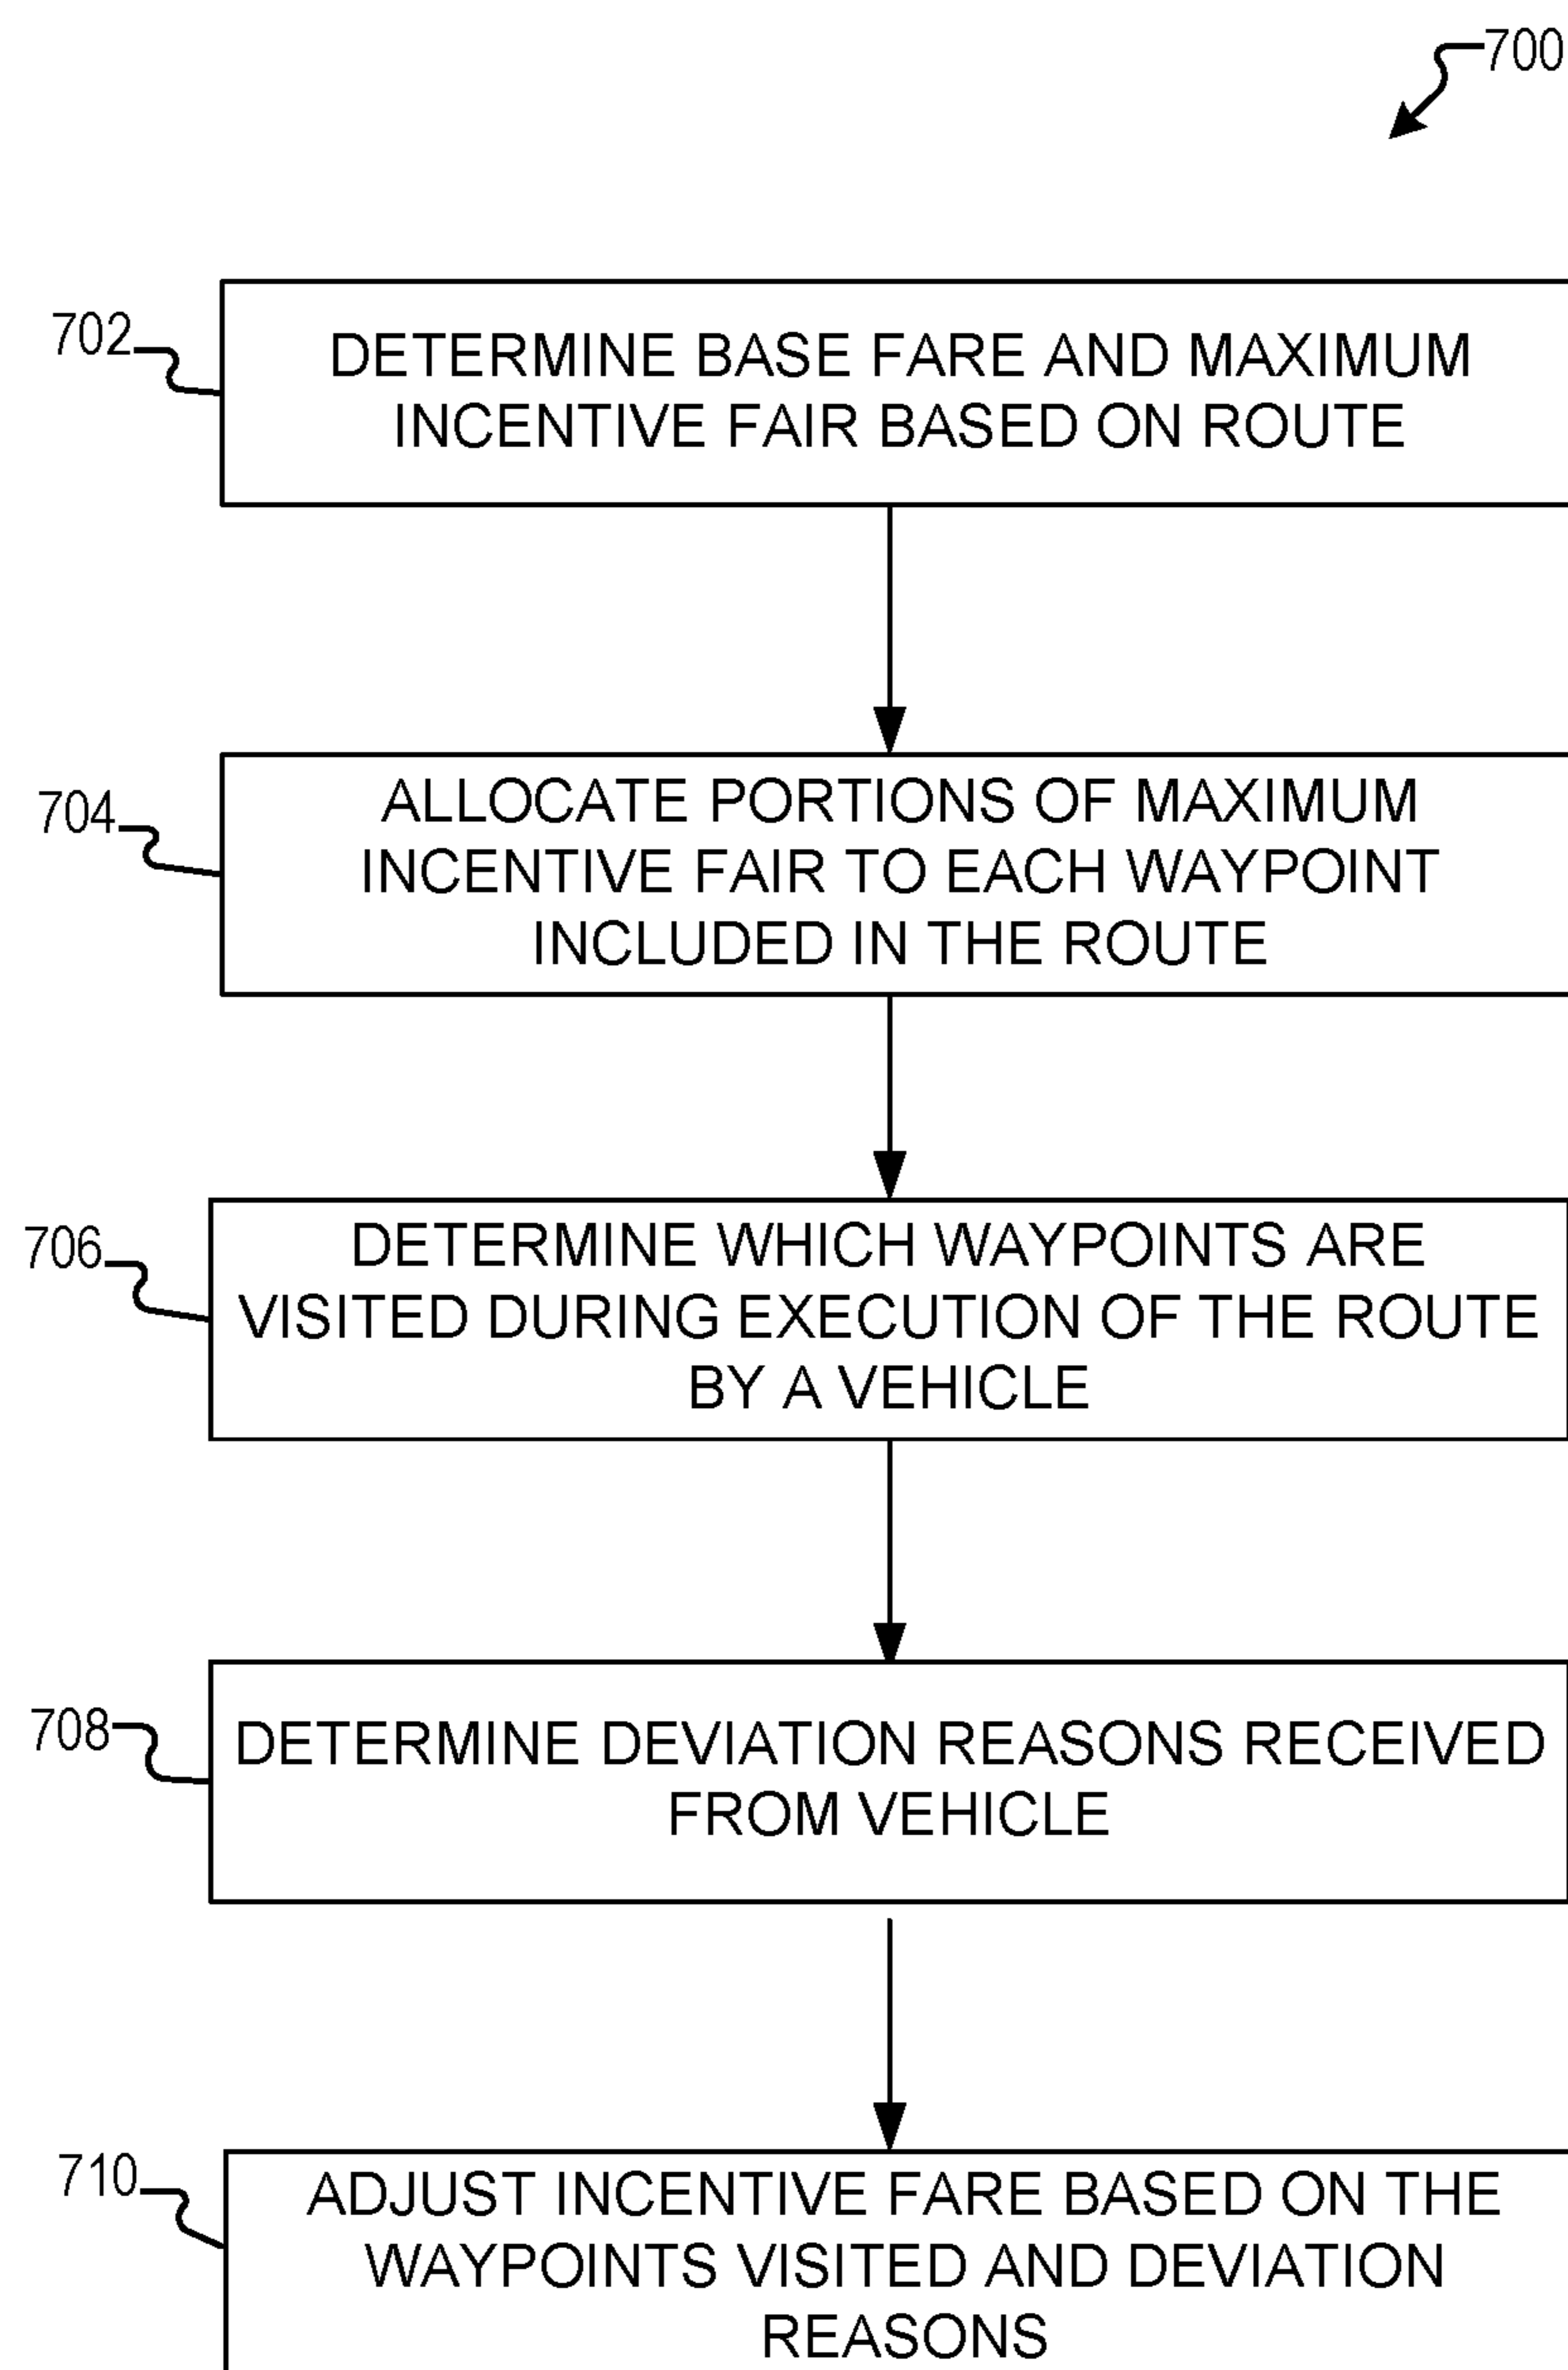 700
702
DETERMINE BASE FARE AND MAXIMUM
INCENTIVE FAIR BASED ON ROUTE
704
ALLOCATE PORTIONS OF MAXIMUM
INCENTIVE FAIR TO EACH WAYPOINT
INCLUDED IN THE ROUTE
706
DETERMINE WHICH WAYPOINTS ARE
VISITED DURING EXECUTION OF THE ROUTE
BY A VEHICLE
708
DETERMINE DEVIATION REASONS RECEIVED
FROM VEHICLE
710
ADJUST INCENTIVE FARE BASED ON THE
WAYPOINTS VISITED AND DEVIATION
REASONS